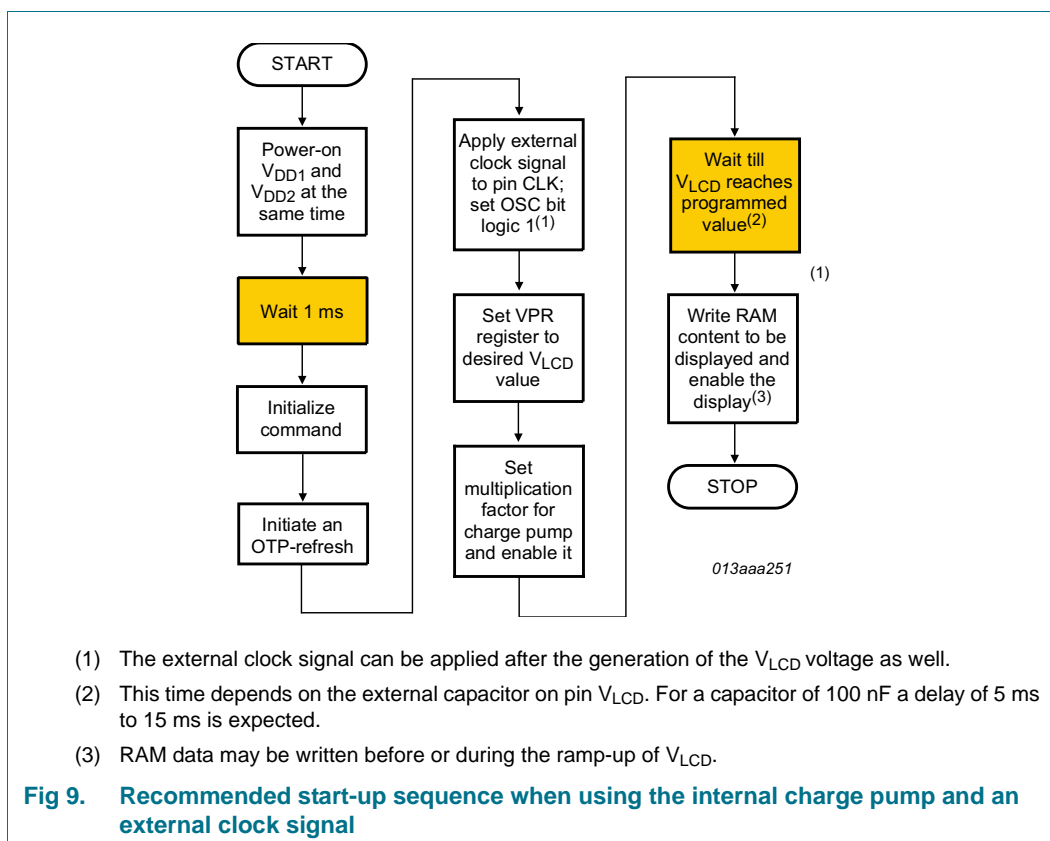 START
Power-on
VDD1 and
VDD2 at the
same time
Wait 1 ms
Initialize
command
Initiate an
OTP-refresh
Apply external
clock signal
to pin CLK;
set OSC bit
logic 1(1)
Set VPR
register to
desired VLCD
value
Set
multiplication
factor for
charge pump
and enable it
Wait till
VLCD reaches
programmed
value(2)
(1)
Write RAM
content to be
displayed and
enable the
display(3)
STOP
013aaa251
(1) The external clock signal can be applied after the generation of the VLCD voltage as well.
(2) This time depends on the external capacitor on pin VLCD. For a capacitor of 100 nF a delay of 5 ms
to 15 ms is expected.
(3) RAM data may be written before or during the ramp-up of VLCD.
Fig 9. Recommended start-up sequence when using the internal charge pump and an
external clock signal